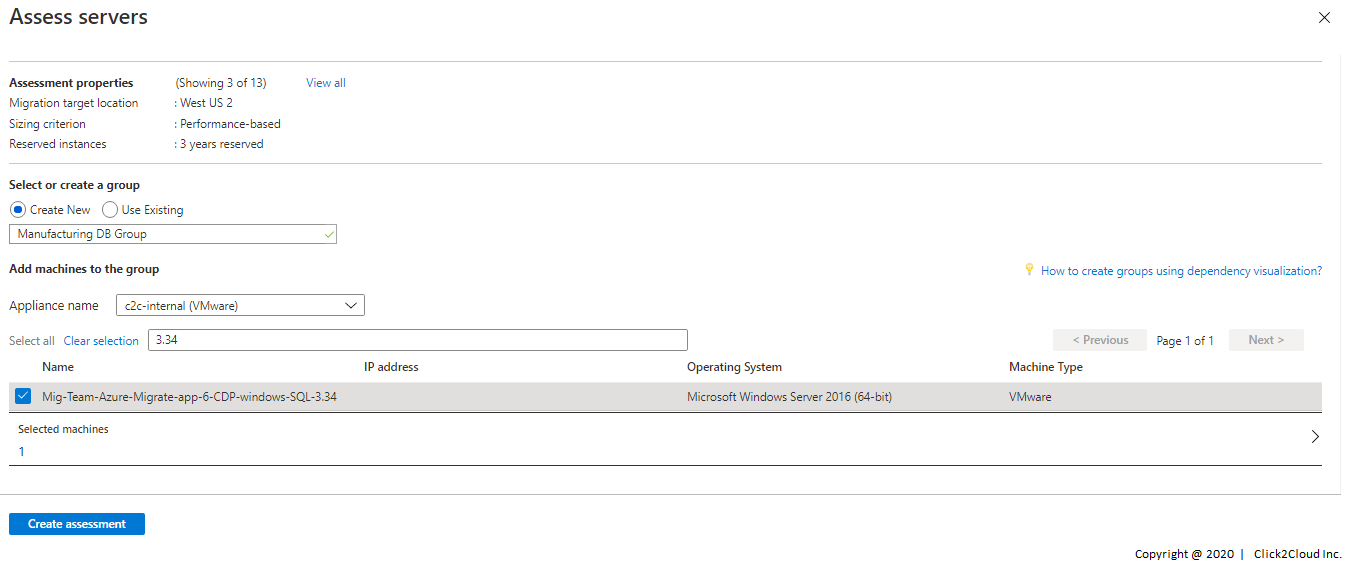 Assess servers
Assessment properties (Showing 3 of 13) View all
Migration target location : West US 2
Sizing criterion : Performance-based
Reserved instances : 3 years reserved
Select or create a group
Create New Use Existing
Manufacturing DB Group
Add machines to the group
How to create groups using dependency visualization?
Appliance name c2c-internal (VMware)
Select all Clear selection 3.34 < Previous Page 1 of 1 Next >
Name IP address Operating System Machine Type
Mig-Team-Azure-Migrate-app-6-CDP-windows-SQL-3.34 Microsoft Windows Server 2016 (64-bit) VMware
Selected machines
1
Create assessment
Copyright @ 2020 | Click2Cloud Inc.